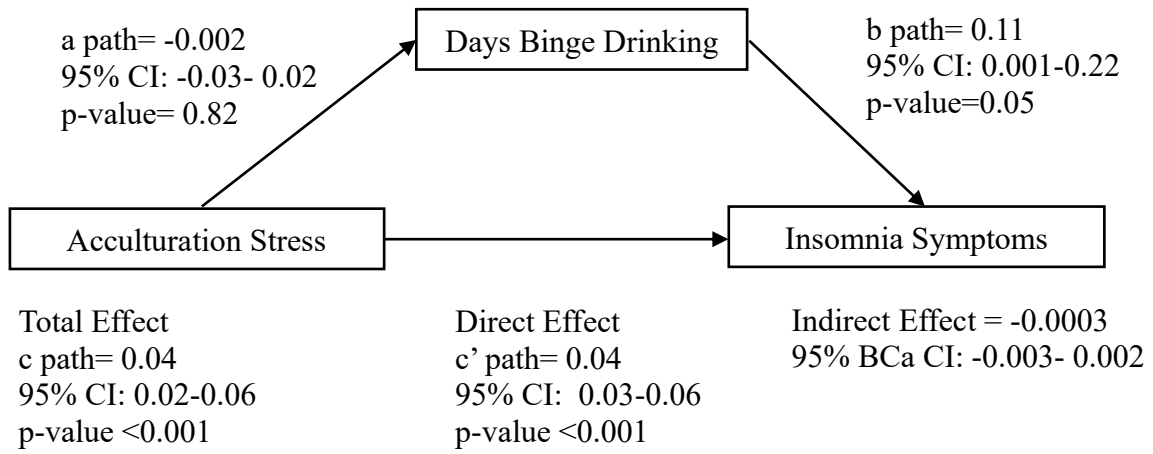 a path= -0.002
95% CI: -0.03- 0.02
p-value= 0.82
Days Binge Drinking
b path= 0.11
95% CI: 0.001-0.22
p-value=0.05
Acculturation Stress
Insomnia Symptoms
Total Effect
c path= 0.04
95% CI: 0.02-0.06
p-value <0.001
Direct Effect
c’ path= 0.04
95% CI:  0.03-0.06
p-value <0.001
Indirect Effect = -0.0003
95% BCa CI: -0.003- 0.002